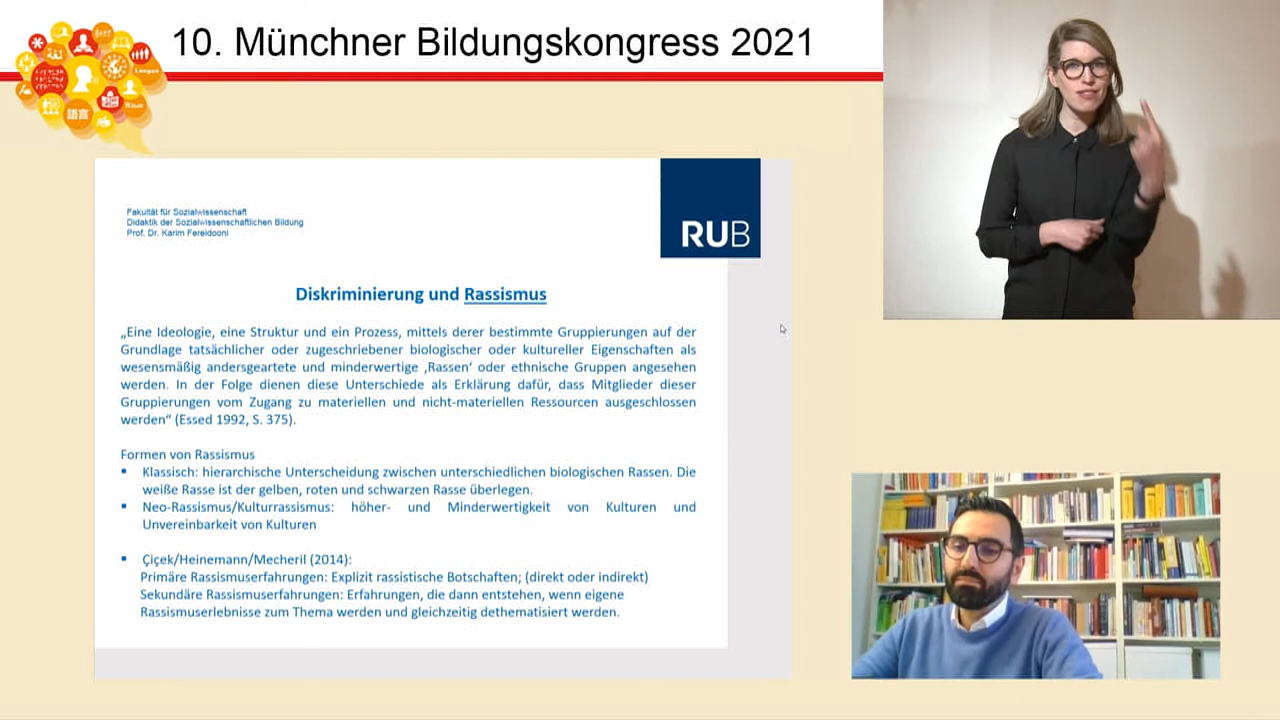 10. Münchner Bildungskongress 2021
Lengua
語言
RUB
Fakultät für Sozialwissenschaft
Didaktik der Sozialwissenschaftlichen Bildung
Prof. Dr. Karim Fereidooni
Diskriminierung und Rassismus
„Eine Ideologie, eine Struktur und ein Prozess, mittels derer bestimmte Gruppierungen auf der
Grundlage tatsächlicher oder zugeschriebener biologischer oder kultureller Eigenschaften als
wesensmäßig andersgeartete und minderwertige ‚Rassen‘ oder ethnische Gruppen angesehen
werden. In der Folge dienen diese Unterschiede als Erklärung dafür, dass Mitglieder dieser
Gruppierungen vom Zugang zu materiellen und nicht-materiellen Ressourcen ausgeschlossen
werden“ (Essed 1992, S. 375).
Formen von Rassismus
▪ Klassisch: hierarchische Unterscheidung zwischen unterschiedlichen biologischen Rassen. Die
weiße Rasse ist der gelben, roten und schwarzen Rasse überlegen.
▪ Neo-Rassismus/Kulturrassismus: höher- und Minderwertigkeit von Kulturen und
Unvereinbarkeit von Kulturen
▪ Çiçek/Heinemann/Mecheril (2014):
Primäre Rassismuserfahrungen: Explizit rassistische Botschaften; (direkt oder indirekt)
Sekundäre Rassismuserfahrungen: Erfahrungen, die dann entstehen, wenn eigene
Rassismuserlebnisse zum Thema werden und gleichzeitig dethematisiert werden.